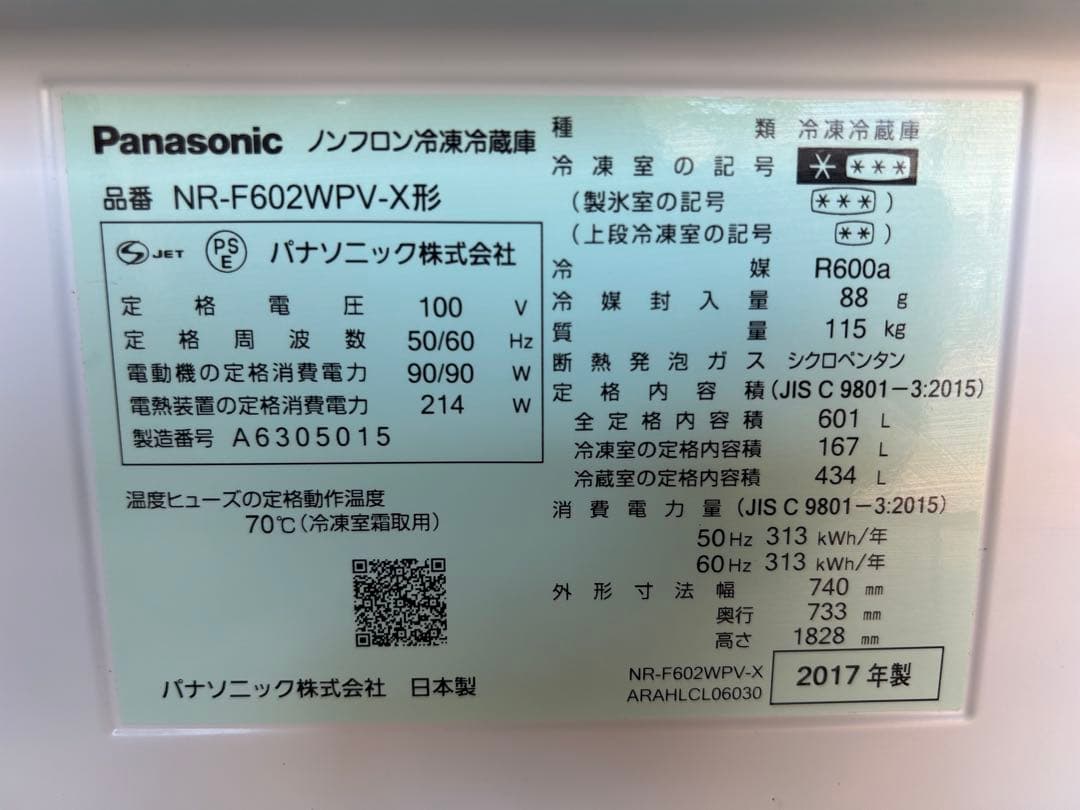 Panasonic ノンフロン冷凍冷蔵庫
品番 NR-F602WPV-X形
S JET PSE パナソニック株式会社
定格電圧 100 V
定格周波数 50/60 Hz
電動機の定格消費電力 90/90 W
電熱装置の定格消費電力 214 W
製造番号 A6305015
温度ヒューズの定格動作温度
70℃(冷凍室霜取用)
パナソニック株式会社 日本製
種類 冷凍冷蔵庫
冷凍室の記号 * ***
(製氷室の記号 ***)
(上段冷凍室の記号 **)
冷媒 R600a
冷媒封入量 88 g
質量 115 kg
断熱発泡ガス シクロペンタン
定格内容積(JIS C 9801-3:2015)
全定格内容積 601 L
冷凍室の定格内容積 167 L
冷蔵室の定格内容積 434 L
消費電力量(JIS C 9801-3:2015)
50Hz 313 kWh/年
60Hz 313 kWh/年
外形寸法幅 740 mm
奥行 733 mm
高さ 1828 mm
NR-F602WPV-X
ARAHLCL06030
2017年製